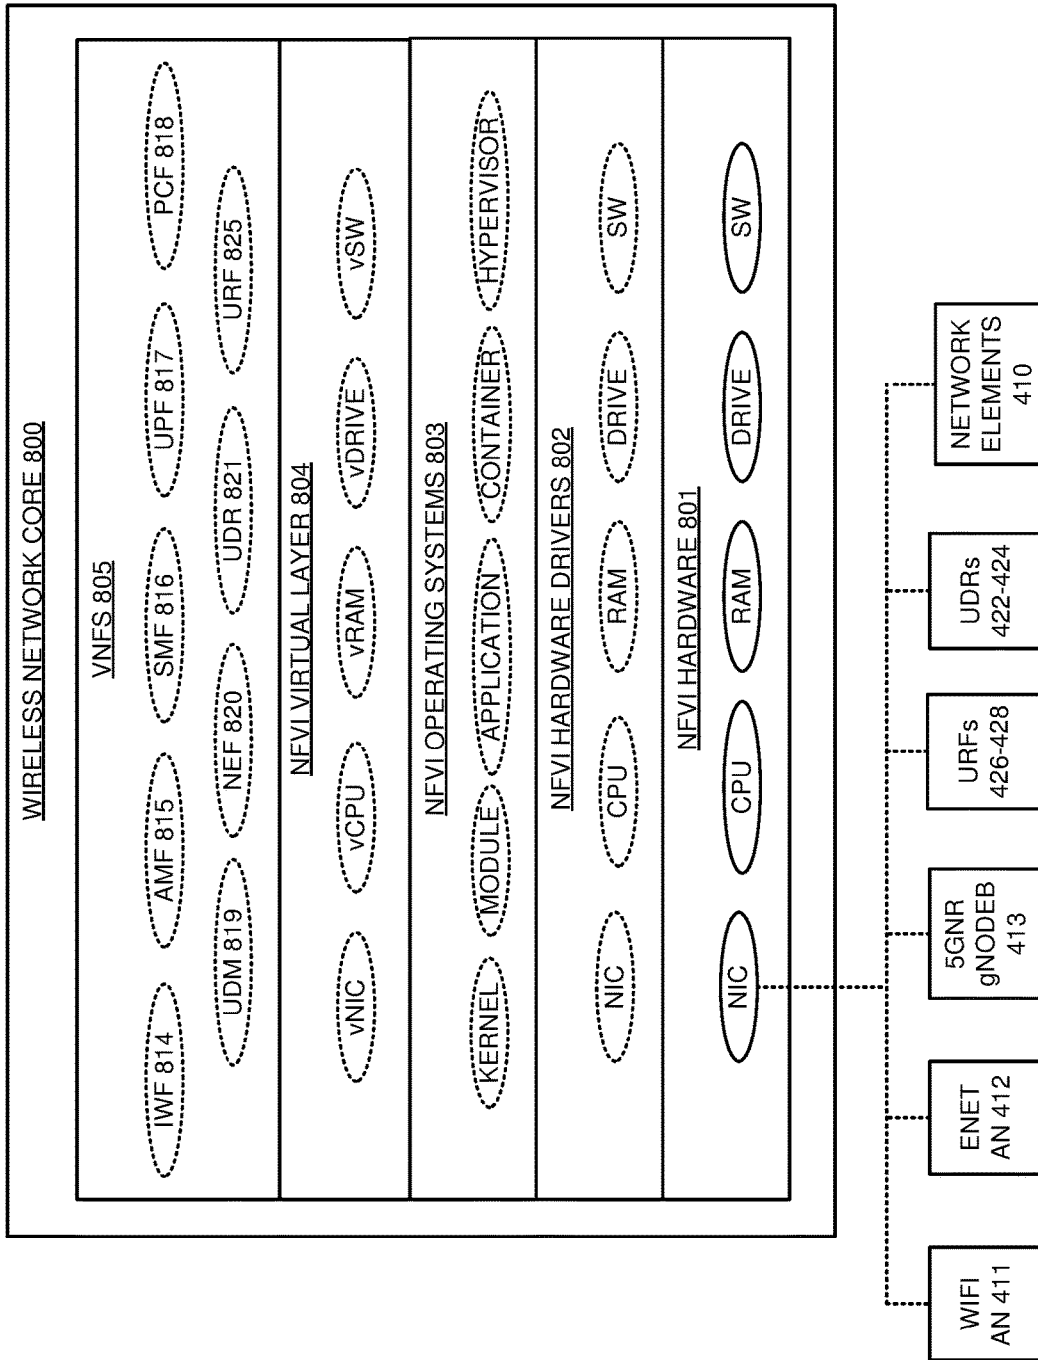 WIRELESS NETWORK CORE 800
VNFS 805
IWF 814
AMF 815
SMF 816
UPF 817
PCF 818
UDM 819
NEF 820
UDR 821
URF 825
NFVI VIRTUAL LAYER 804
vNIC
vCPU
vRAM
vDRIVE
vSW
NFVI OPERATING SYSTEMS 803
KERNEL
MODULE
APPLICATION
CONTAINER
HYPERVISOR
NFVI HARDWARE DRIVERS 802
NIC
CPU
RAM
DRIVE
SW
NFVI HARDWARE 801
NIC
CPU
RAM
DRIVE
SW
WIFI
AN 411
ENET
AN 412
5GNR
gNODEB
413
URFs
426-428
UDRs
422-424
NETWORK
ELEMENTS
410